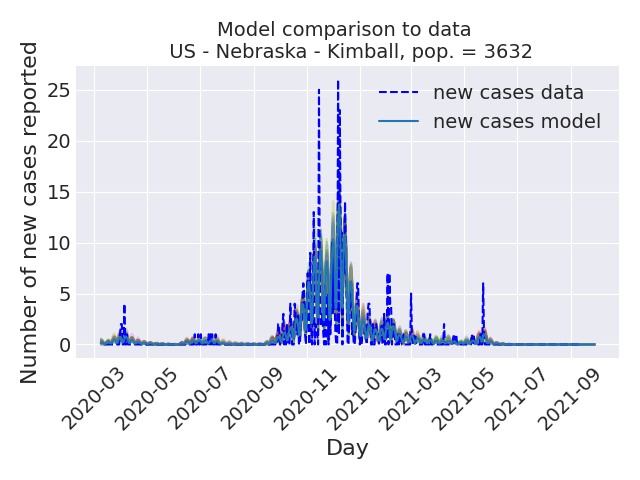 Model comparison to data
US - Nebraska - Kimball, pop. = 3632
Number of new cases reported
25
20
15
10
5
0
new cases data
new cases model
2020-03
2020-05
2020-07
2020-09
2020-11
2021-01
2021-03
2021-05
2021-07
2021-09
Day